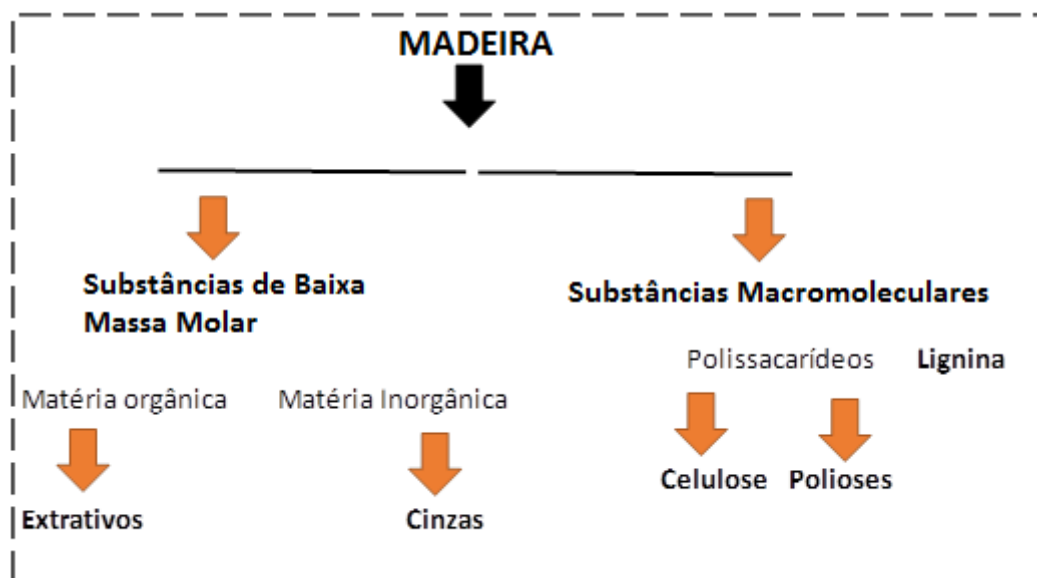 MADEIRA
Substâncias de Baixa
Massa Molar
Substâncias Macromoleculares
Polissacarídeos Lignina
Matéria orgânica Matéria Inorgânica
Celulose Polioses
Extrativos Cinzas